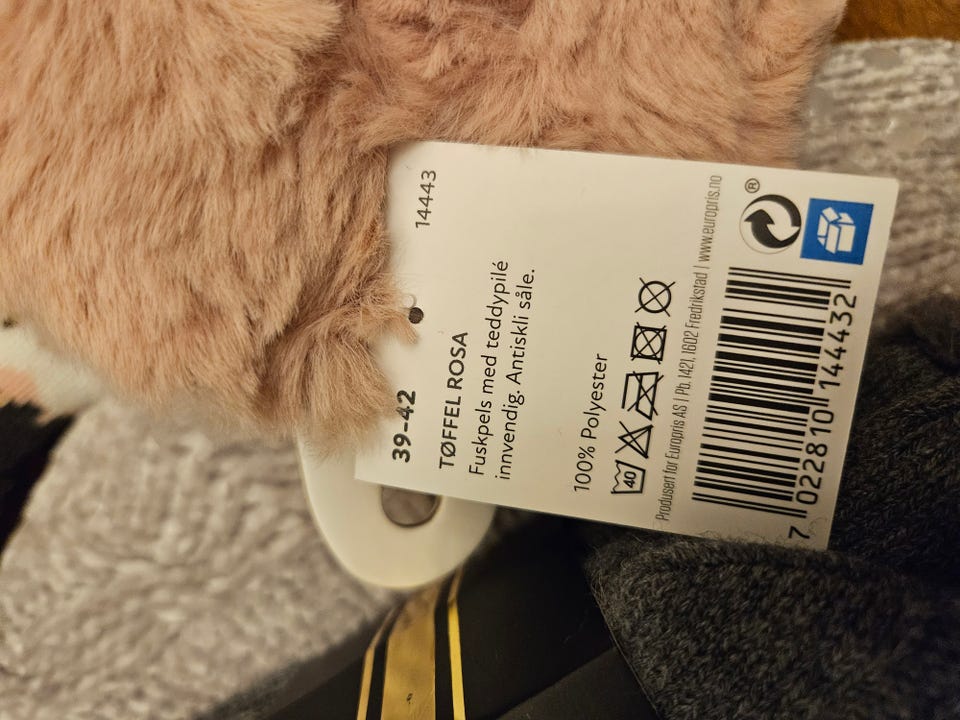 14443
39-42
TØFFEL ROSA
Fuskpels med teddypilé
innvendig. Antiskli såle.
100% Polyester
40
Produsert for Europris AS | Pb. 1421, 1602 Fredrikstad | www.europris.no
®
7 022810 144432